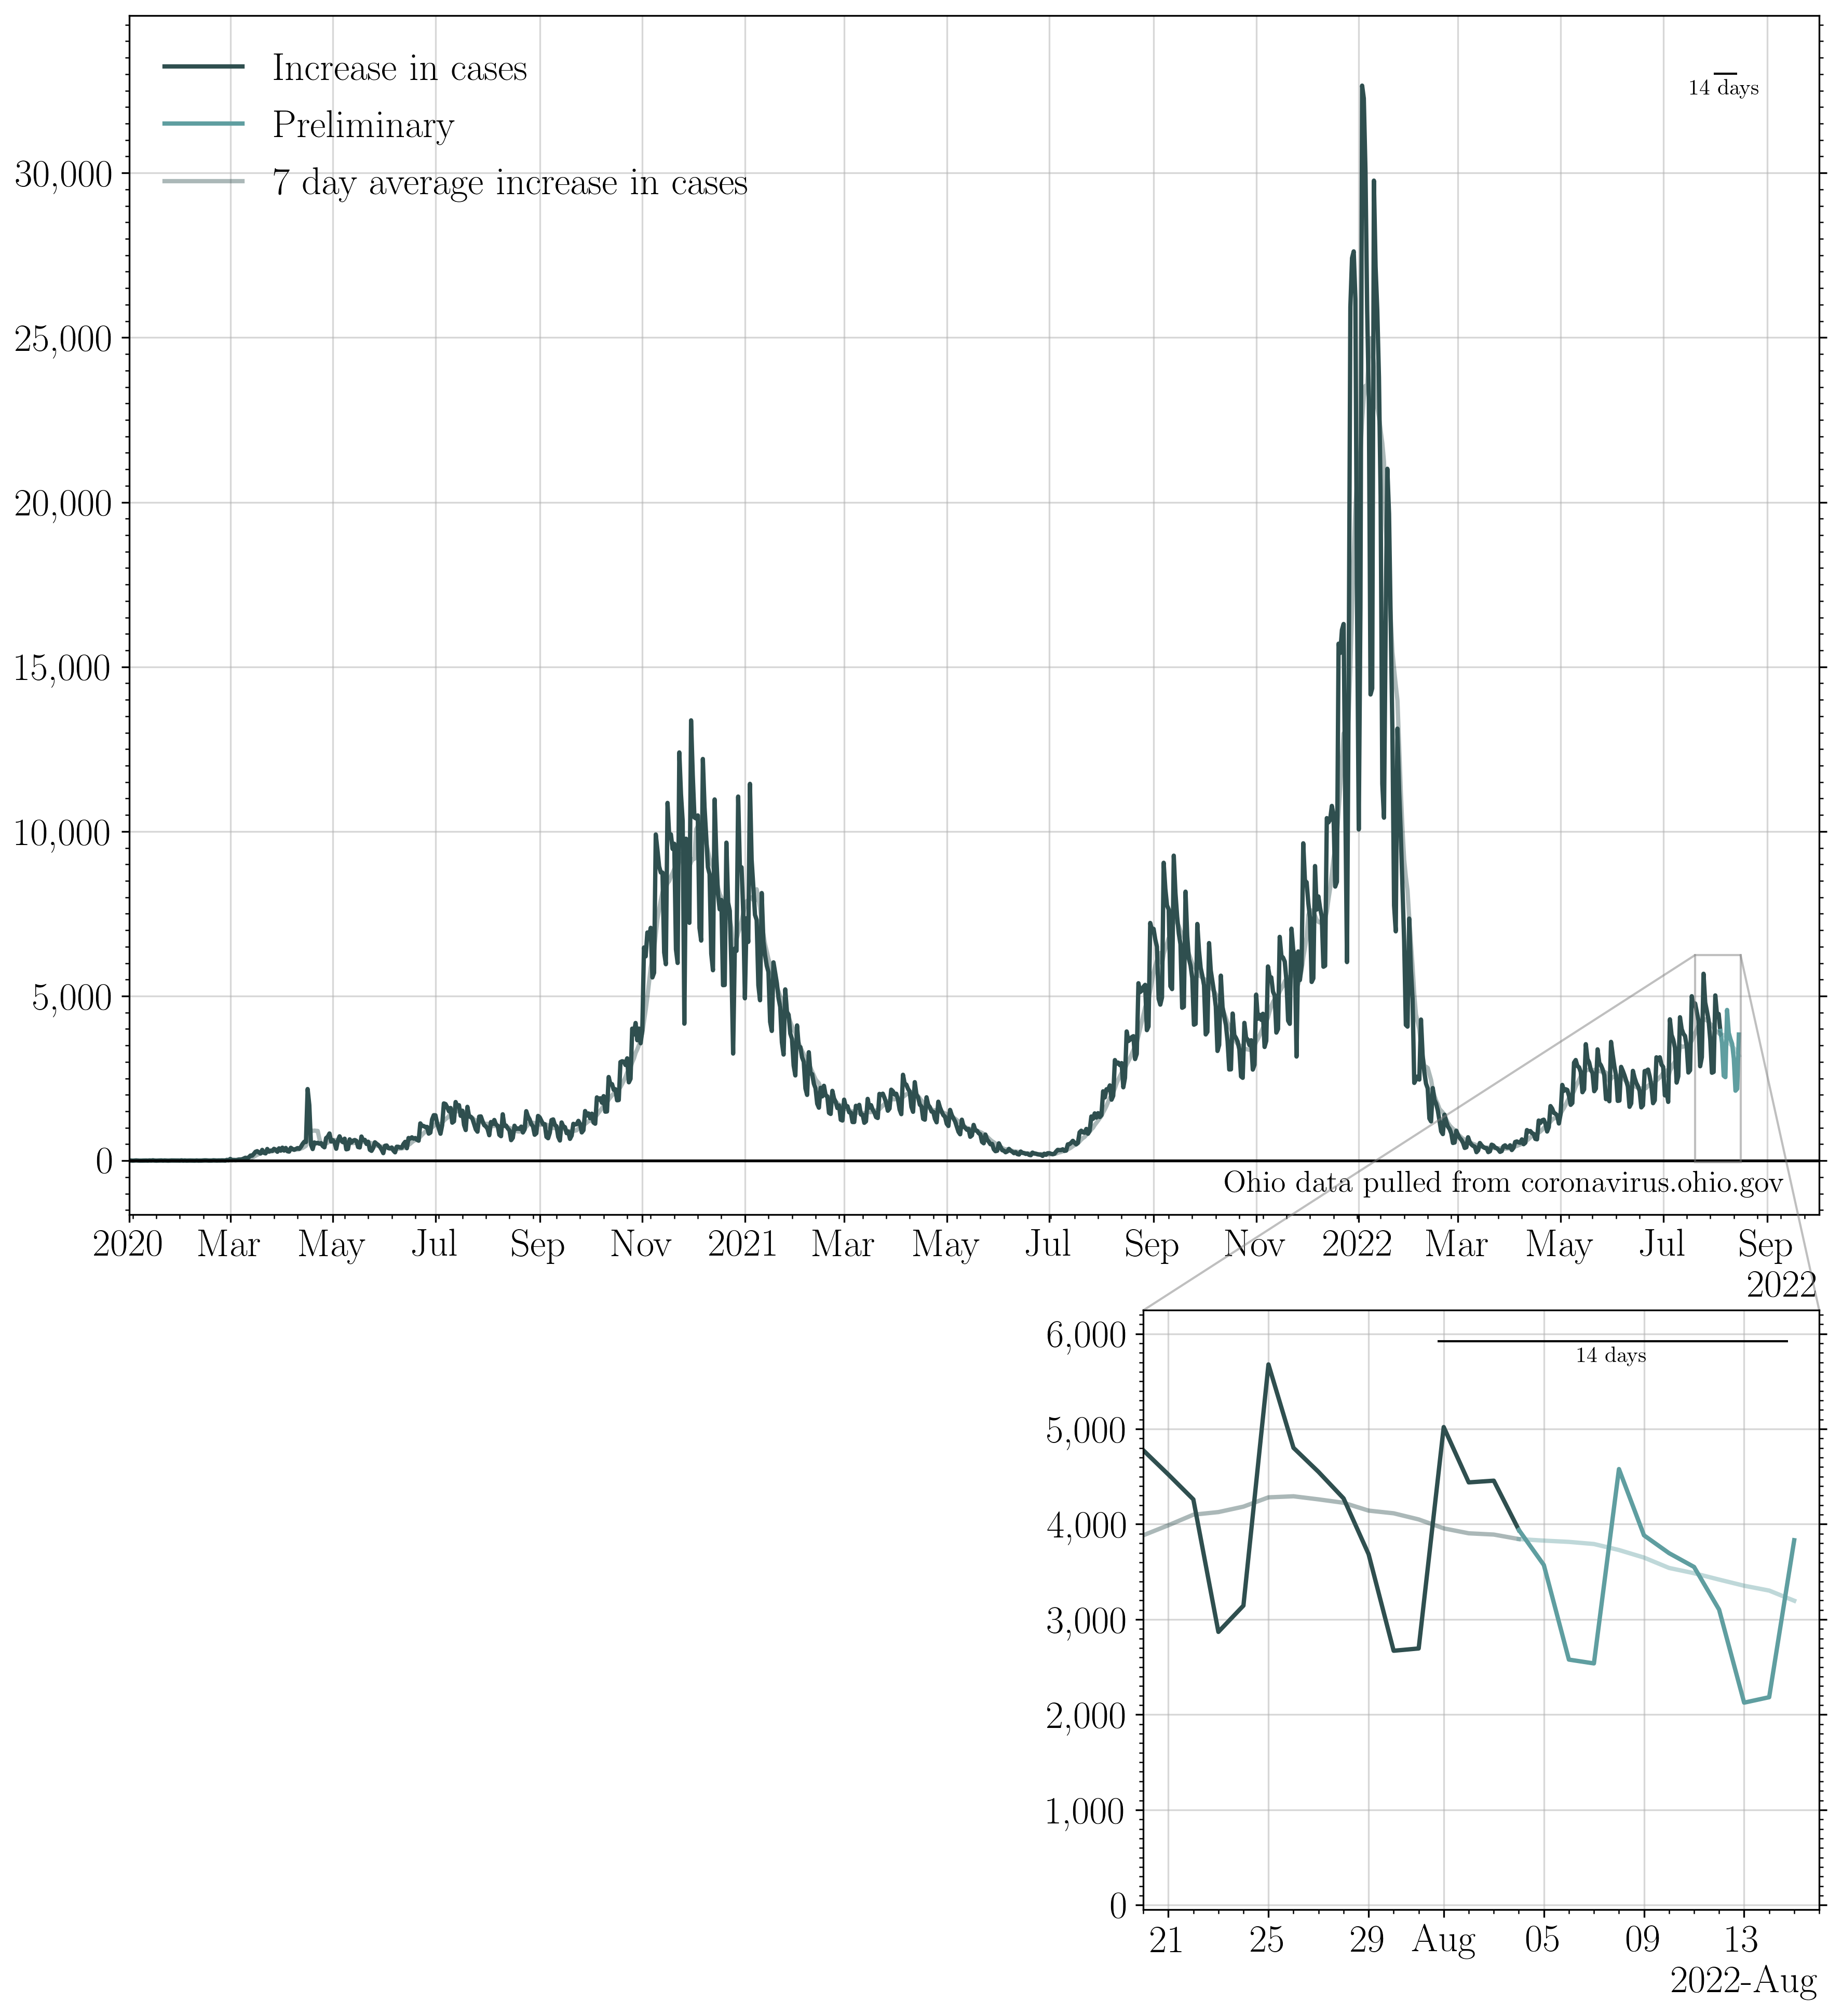 Increase in cases
Preliminary
7 day average increase in cases
14 days
30,000
25,000
20,000
15,000
10,000
5,000
0
Ohio data pulled from coronavirus.ohio.gov
2020 Mar May Jul Sep Nov 2021 Mar May Jul Sep Nov 2022 Mar May Jul Sep
2022
6,000
14 days
5,000
4,000
3,000
2,000
1,000
0
21 25 29 Aug 05 09 13
2022-Aug